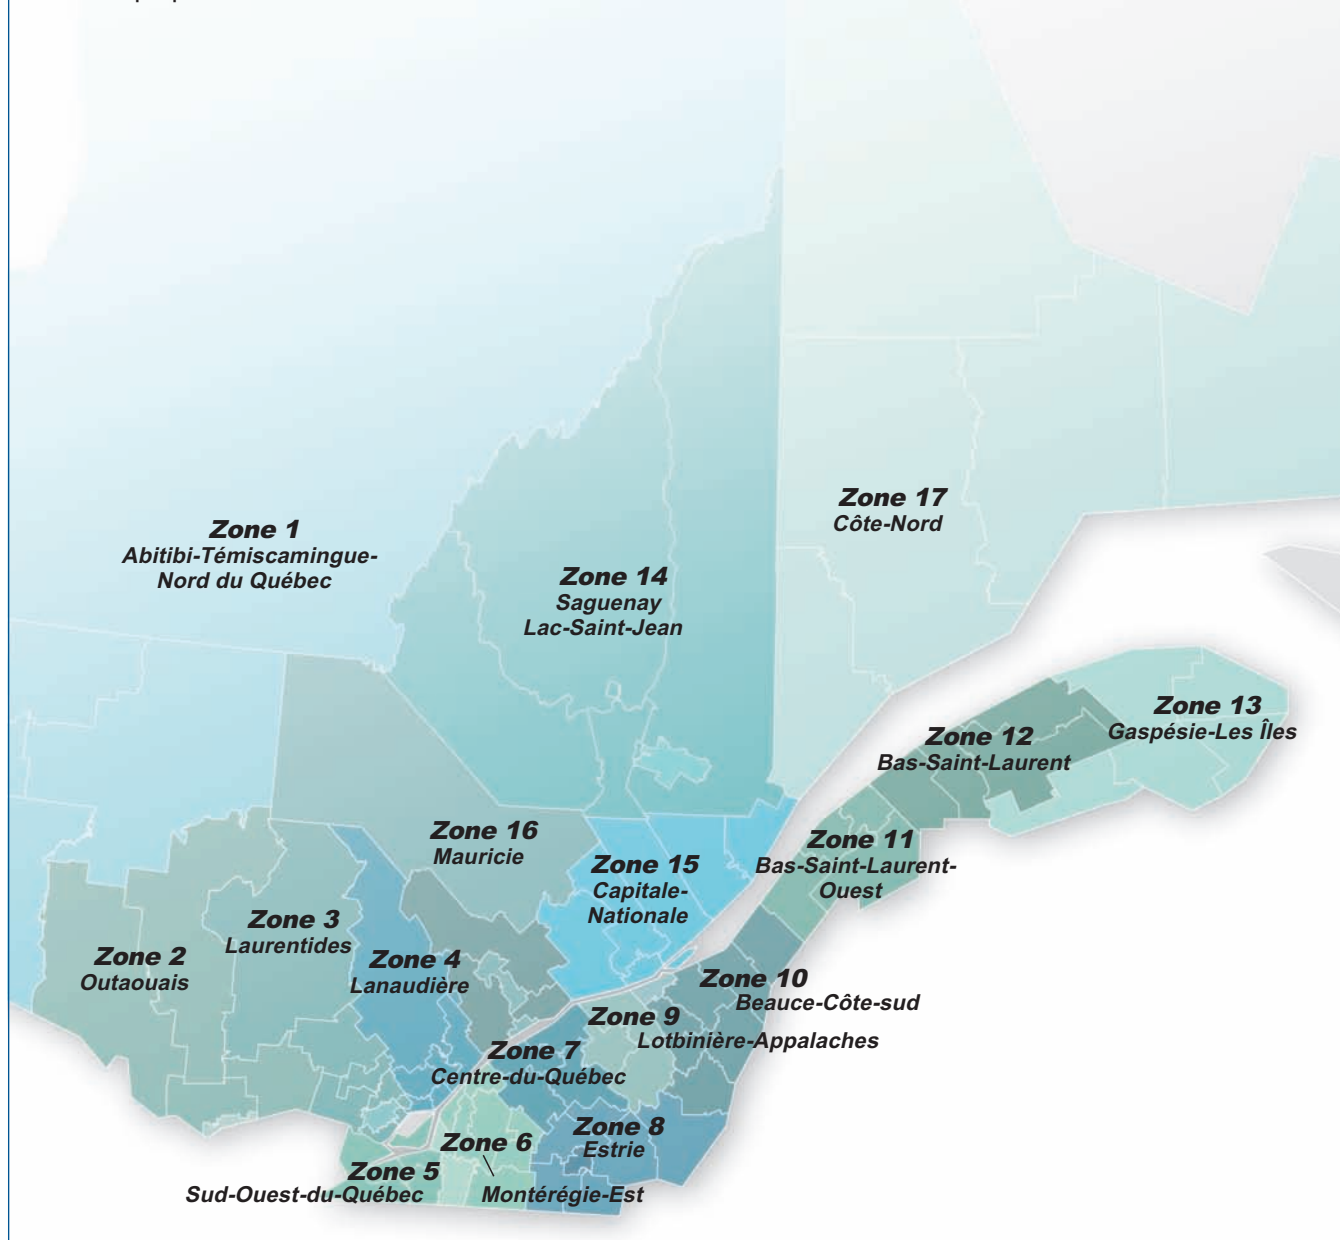 Zone 17
Côte-Nord
Zone 1
Abitibi-Témiscamingue-
Nord du Québec
Zone 14
Saguenay
Lac-Saint-Jean
Zone 13
Gaspésie-Les Îles
Zone 12
Bas-Saint-Laurent
Zone 16
Mauricie
Zone 11
Bas-Saint-Laurent-
Ouest
Zone 15
Capitale-
Nationale
Zone 3
Laurentides
Zone 2
Outaouais
Zone 4
Lanaudière
Zone 10
Beauce-Côte-sud
Zone 9
Lotbinière-Appalaches
Zone 7
Centre-du-Québec
Zone 8
Estrie
Zone 6
Montérégie-Est
Zone 5
Sud-Ouest-du-Québec